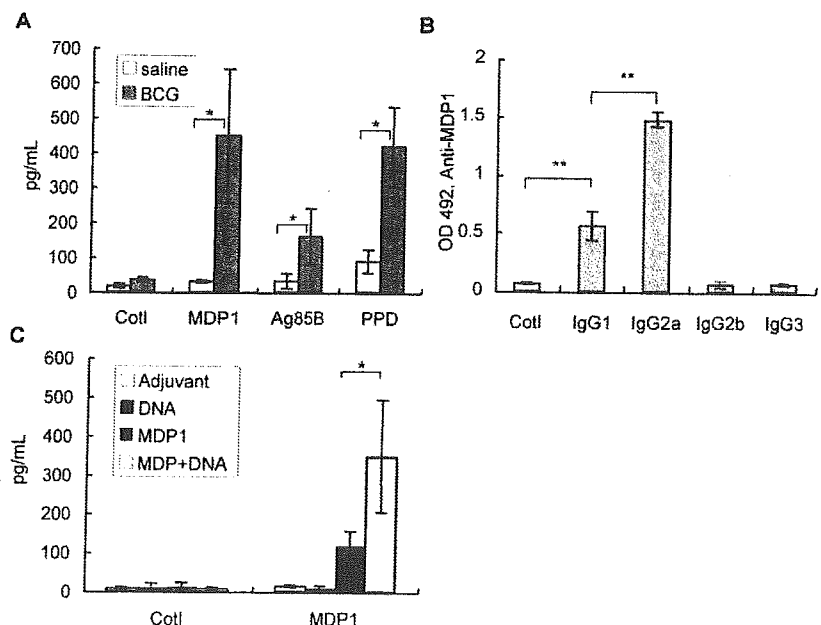 A
700
600
500
400
300
200
100
0
pg/mL
saline
BCG
*
*
*
Cotl MDP1 Ag85B PPD
B
2
1.5
1
0.5
0
OD 492, Anti-MDP1
**
**
Cotl IgG1 IgG2a IgG2b IgG3
C
600
500
400
300
200
100
0
pg/mL
Adjuvant
DNA
MDP1
MDP+DNA
*
Cotl MDP1